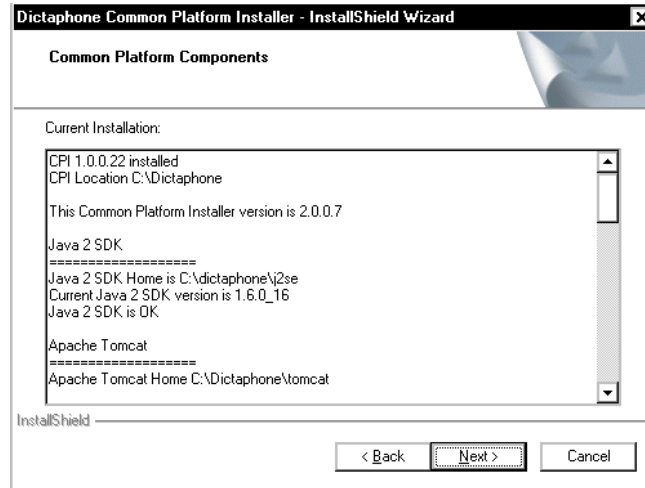 Dictaphone Common Platform Installer - InstallShield Wizard
Common Platform Components
Current Installation:
CPI 1.0.0.22 installed
CPI Location C:\Dictaphone
This Common Platform Installer version is 2.0.0.7
Java 2 SDK
===================
Java 2 SDK Home is C:\dictaphone\j2se
Current Java 2 SDK version is 1.6.0_16
Java 2 SDK is OK
Apache Tomcat
===================
Apache Tomcat Home C:\Dictaphone\tomcat
InstallShield
< Back Next > Cancel